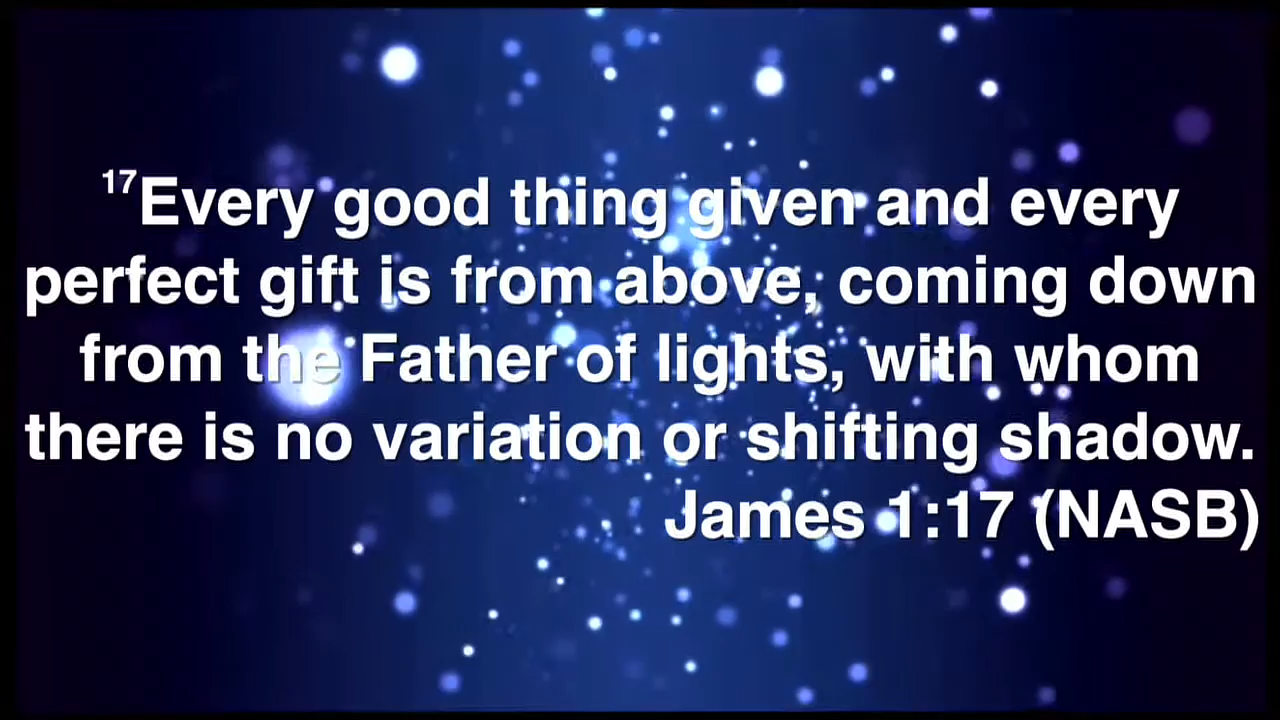 17Every good thing given and every
perfect gift is from above, coming down
from the Father of lights, with whom
there is no variation or shifting shadow.
James 1:17 (NASB)